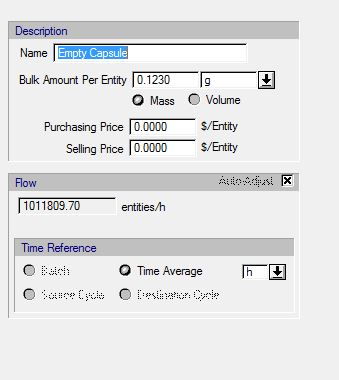 Description
Name Empty Capsule
Bulk Amount Per Entity 0.1230 g
Mass Volume
Purchasing Price 0.0000 $/Entity
Selling Price 0.0000 $/Entity
Flow Auto-Adjust
1011809.70 entities/h
Time Reference
Batch Time Average h
Source Cycle Destination Cycle